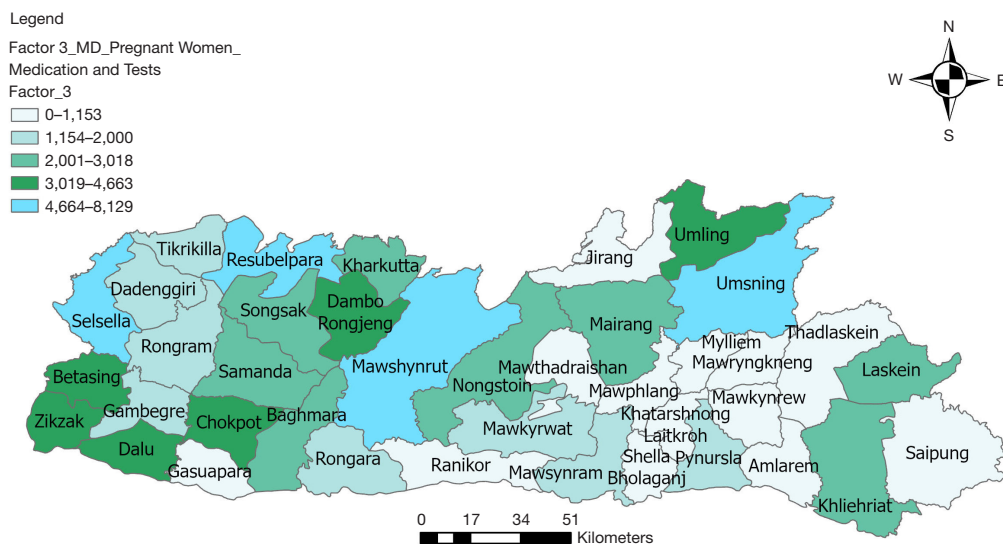 Legend
Factor 3_MD_Pregnant Women_
Medication and Tests
Factor_3
0–1,153
1,154–2,000
2,001–3,018
3,019–4,663
4,664–8,129
N
W E
S
Tikrikilla
Resubelpara
Kharkutta
Dadenggiri
Selsella
Songsak
Dambo
Rongjeng
Rongram
Samanda
Mawshynrut
Betasing
Zikzak
Gambegre
Chokpot
Baghmara
Dalu
Gasuapara
Rongara
Ranikor
Nongstoin
Jirang
Umling
Umsning
Mairang
Mawthadraishan
Mawphlang
Mylliem
Mawryngkneng
Thadlaskein
Laskein
Mawkynrew
Khatarshnong
Laitkroh
Mawkyrwat
Mawsynram
Shella
Bholaganj
Pynursla
Amlarem
Khliehriat
Saipung
0 17 34 51
Kilometers